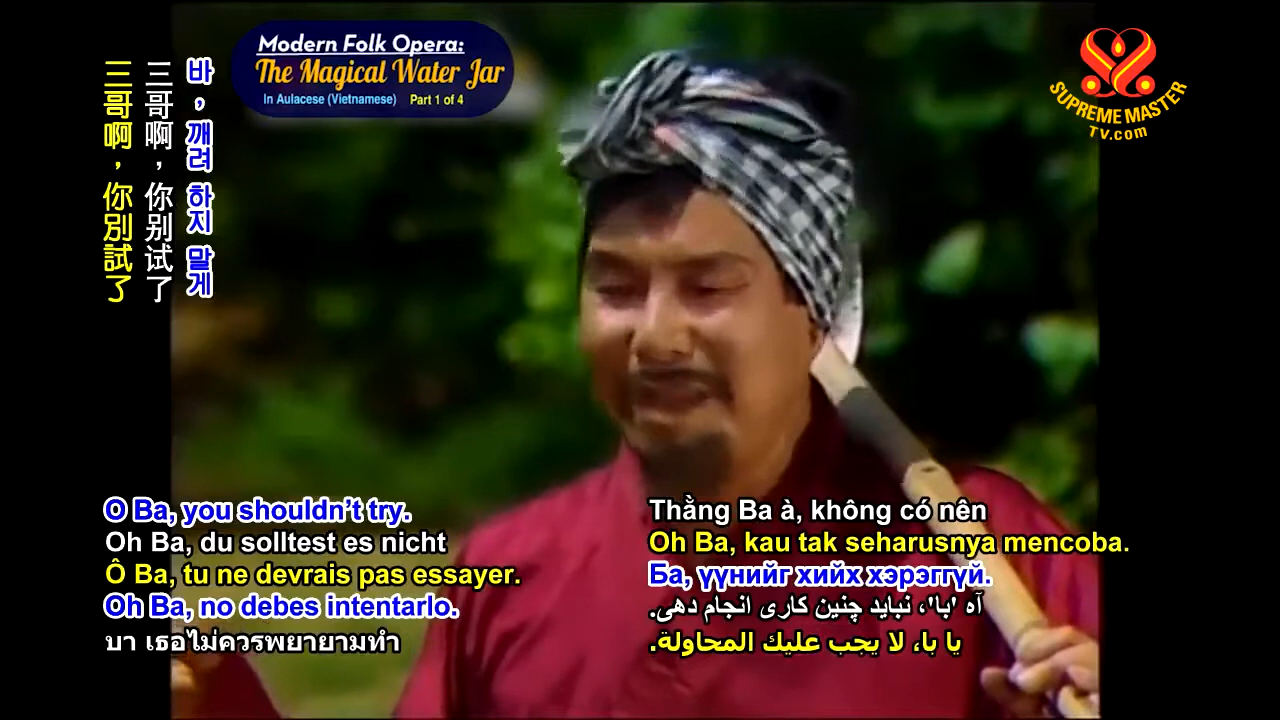 Modern Folk Opera:
The Magical Water Jar
In Aulacese (Vietnamese) Part 1 of 4
SUPREME MASTER
TV.com
바，깨려 하지 말게
三哥啊，你别试了
三哥啊，你別試了
O Ba, you shouldn't try.
Oh Ba, du solltest es nicht
Ô Ba, tu ne devrais pas essayer.
Oh Ba, no debes intentarlo.
บา เธอไม่ควรพยายามทำ
Thằng Ba à, không có nên
Oh Ba, kau tak seharusnya mencoba.
Ба, үүнийг хийх хэрэггүй.
آه 'با'، نباید چنین کاری انجام دهی.
يا با، لا يجب عليك المحاولة.